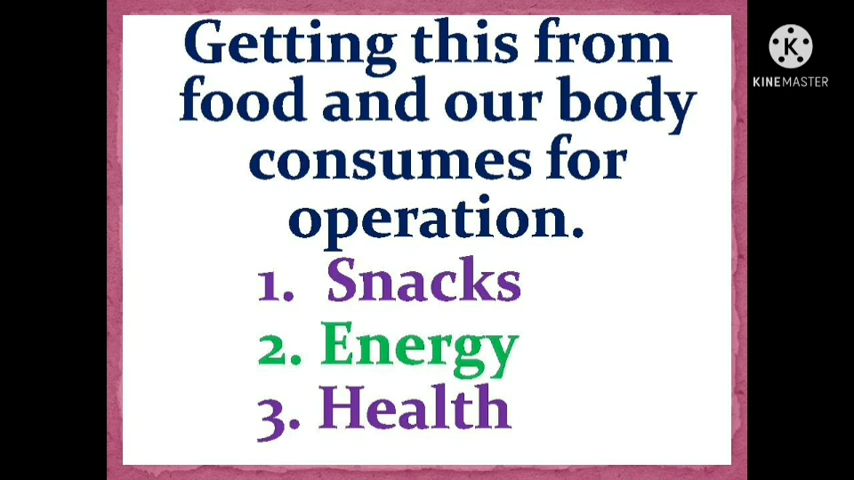 Getting this from
food and our body
consumes for
operation.
1. Snacks
2. Energy
3. Health
K
KINEMASTER